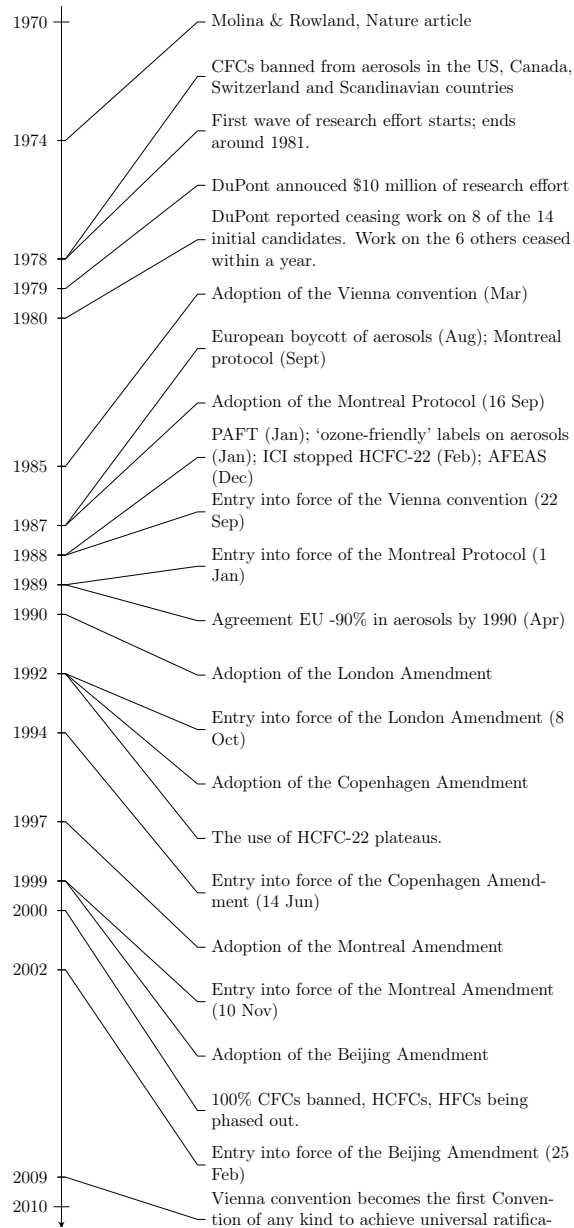 1970
Molina & Rowland, Nature article
CFCs banned from aerosols in the US, Canada,
Switzerland and Scandinavian countries
First wave of research effort starts; ends
around 1981.
1974
DuPont annouced $10 million of research effort
DuPont reported ceasing work on 8 of the 14
initial candidates. Work on the 6 others ceased
within a year.
1978
1979
Adoption of the Vienna convention (Mar)
1980
European boycott of aerosols (Aug); Montreal
protocol (Sept)
Adoption of the Montreal Protocol (16 Sep)
PAFT (Jan); ‘ozone-friendly’ labels on aerosols
(Jan); ICI stopped HCFC-22 (Feb); AFEAS
(Dec)
1985
Entry into force of the Vienna convention (22
Sep)
1987
1988
Entry into force of the Montreal Protocol (1
Jan)
1989
1990
Agreement EU -90% in aerosols by 1990 (Apr)
1992
Adoption of the London Amendment
Entry into force of the London Amendment (8
Oct)
1994
Adoption of the Copenhagen Amendment
1997
The use of HCFC-22 plateaus.
1999
Entry into force of the Copenhagen Amend-
ment (14 Jun)
2000
Adoption of the Montreal Amendment
2002
Entry into force of the Montreal Amendment
(10 Nov)
Adoption of the Beijing Amendment
100% CFCs banned, HCFCs, HFCs being
phased out.
Entry into force of the Beijing Amendment (25
Feb)
2009
Vienna convention becomes the first Conven-
2010
tion of any kind to achieve universal ratifica-